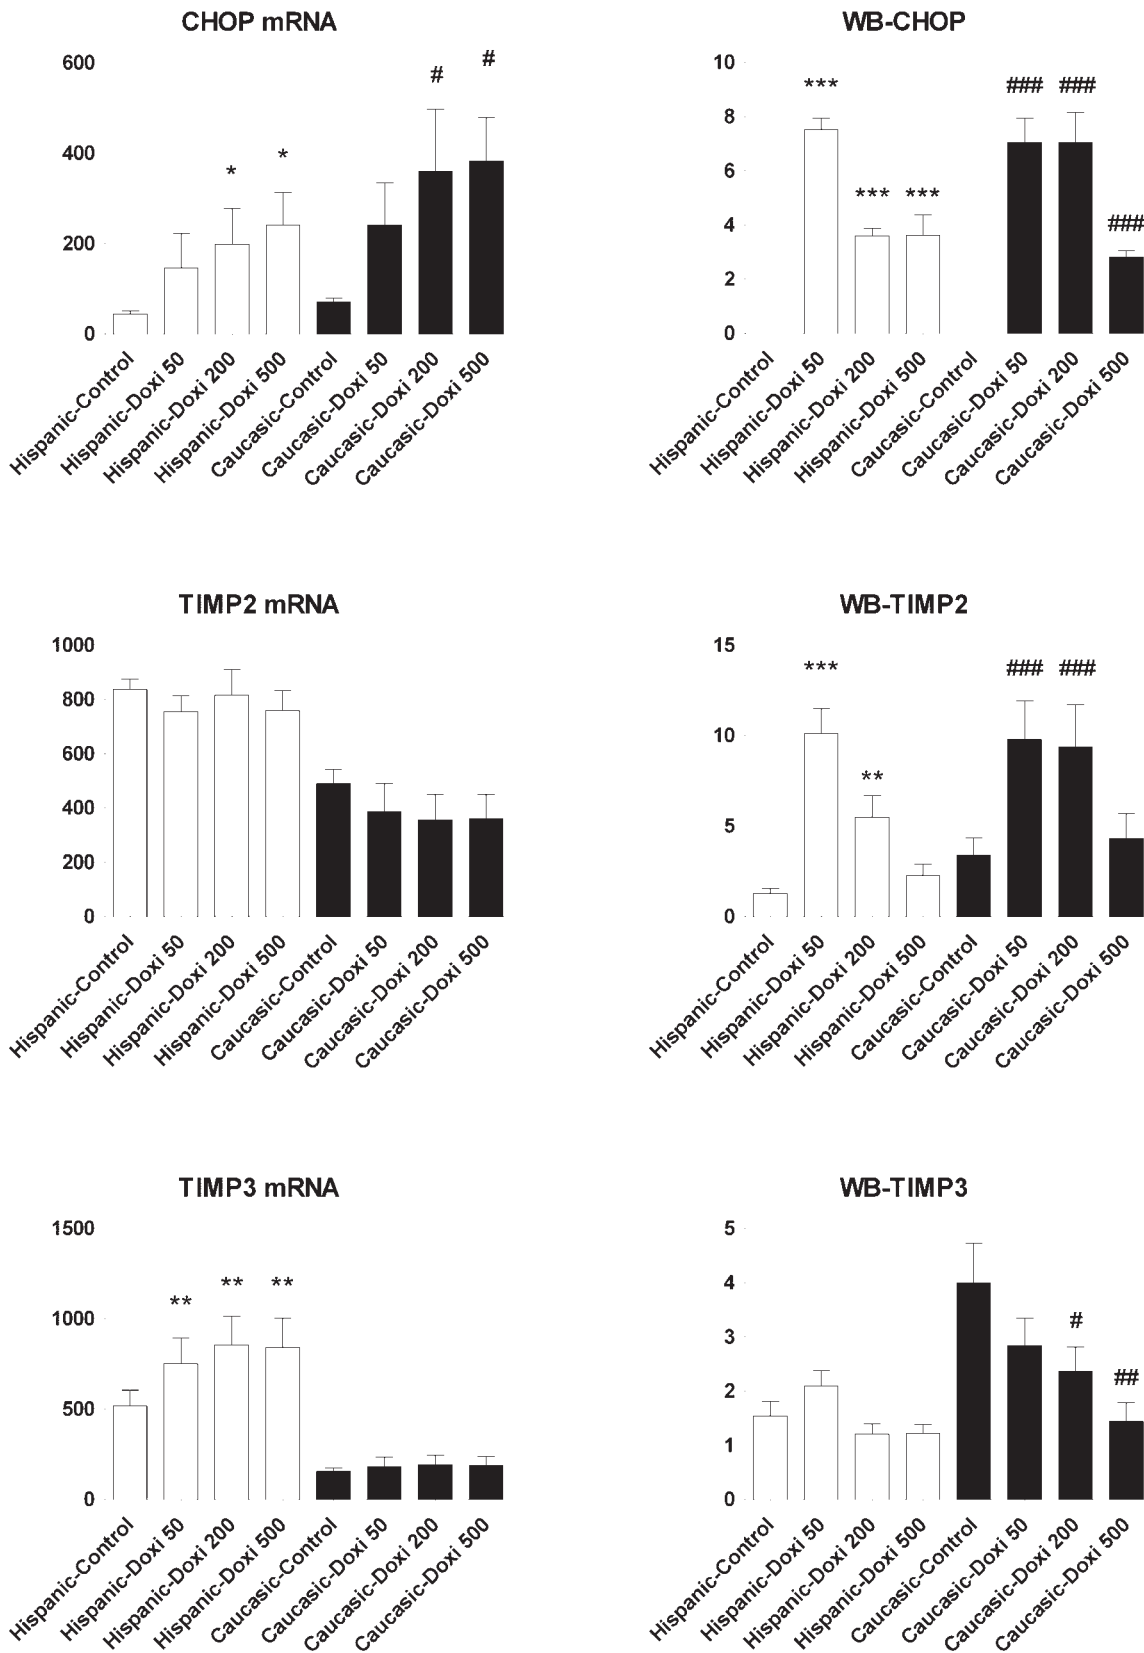 CHOP mRNA
600
400
200
0
*
*
#
#
Hispanic-Control
Hispanic-Doxi 50
Hispanic-Doxi 200
Hispanic-Doxi 500
Caucasic-Control
Caucasic-Doxi 50
Caucasic-Doxi 200
Caucasic-Doxi 500
WB-CHOP
10
8
6
4
2
0
***
***
***
###
###
###
Hispanic-Control
Hispanic-Doxi 50
Hispanic-Doxi 200
Hispanic-Doxi 500
Caucasic-Control
Caucasic-Doxi 50
Caucasic-Doxi 200
Caucasic-Doxi 500
TIMP2 mRNA
1000
800
600
400
200
0
Hispanic-Control
Hispanic-Doxi 50
Hispanic-Doxi 200
Hispanic-Doxi 500
Caucasic-Control
Caucasic-Doxi 50
Caucasic-Doxi 200
Caucasic-Doxi 500
WB-TIMP2
15
10
5
0
***
**
###
###
Hispanic-Control
Hispanic-Doxi 50
Hispanic-Doxi 200
Hispanic-Doxi 500
Caucasic-Control
Caucasic-Doxi 50
Caucasic-Doxi 200
Caucasic-Doxi 500
TIMP3 mRNA
1500
1000
500
0
**
**
**
Hispanic-Control
Hispanic-Doxi 50
Hispanic-Doxi 200
Hispanic-Doxi 500
Caucasic-Control
Caucasic-Doxi 50
Caucasic-Doxi 200
Caucasic-Doxi 500
WB-TIMP3
5
4
3
2
1
0
#
##
Hispanic-Control
Hispanic-Doxi 50
Hispanic-Doxi 200
Hispanic-Doxi 500
Caucasic-Control
Caucasic-Doxi 50
Caucasic-Doxi 200
Caucasic-Doxi 500